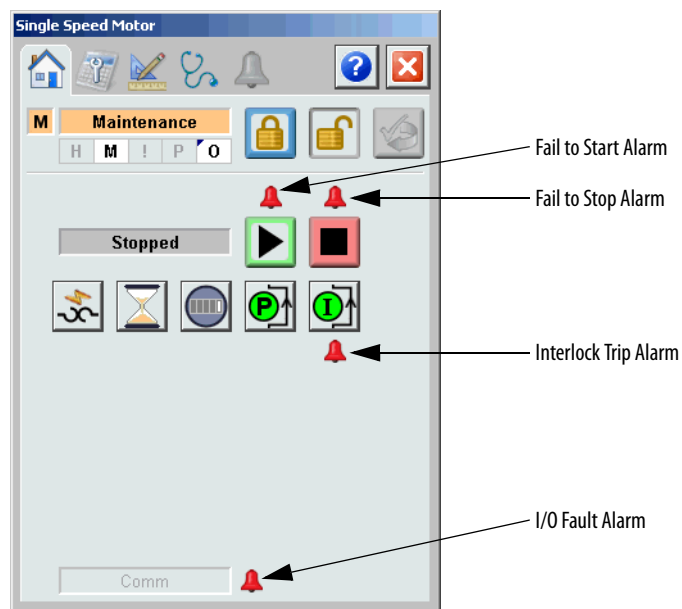 Single Speed Motor
?
M Maintenance
H M ! P O
Fail to Start Alarm
Fail to Stop Alarm
Stopped
P I
Interlock Trip Alarm
I/O Fault Alarm
Comm